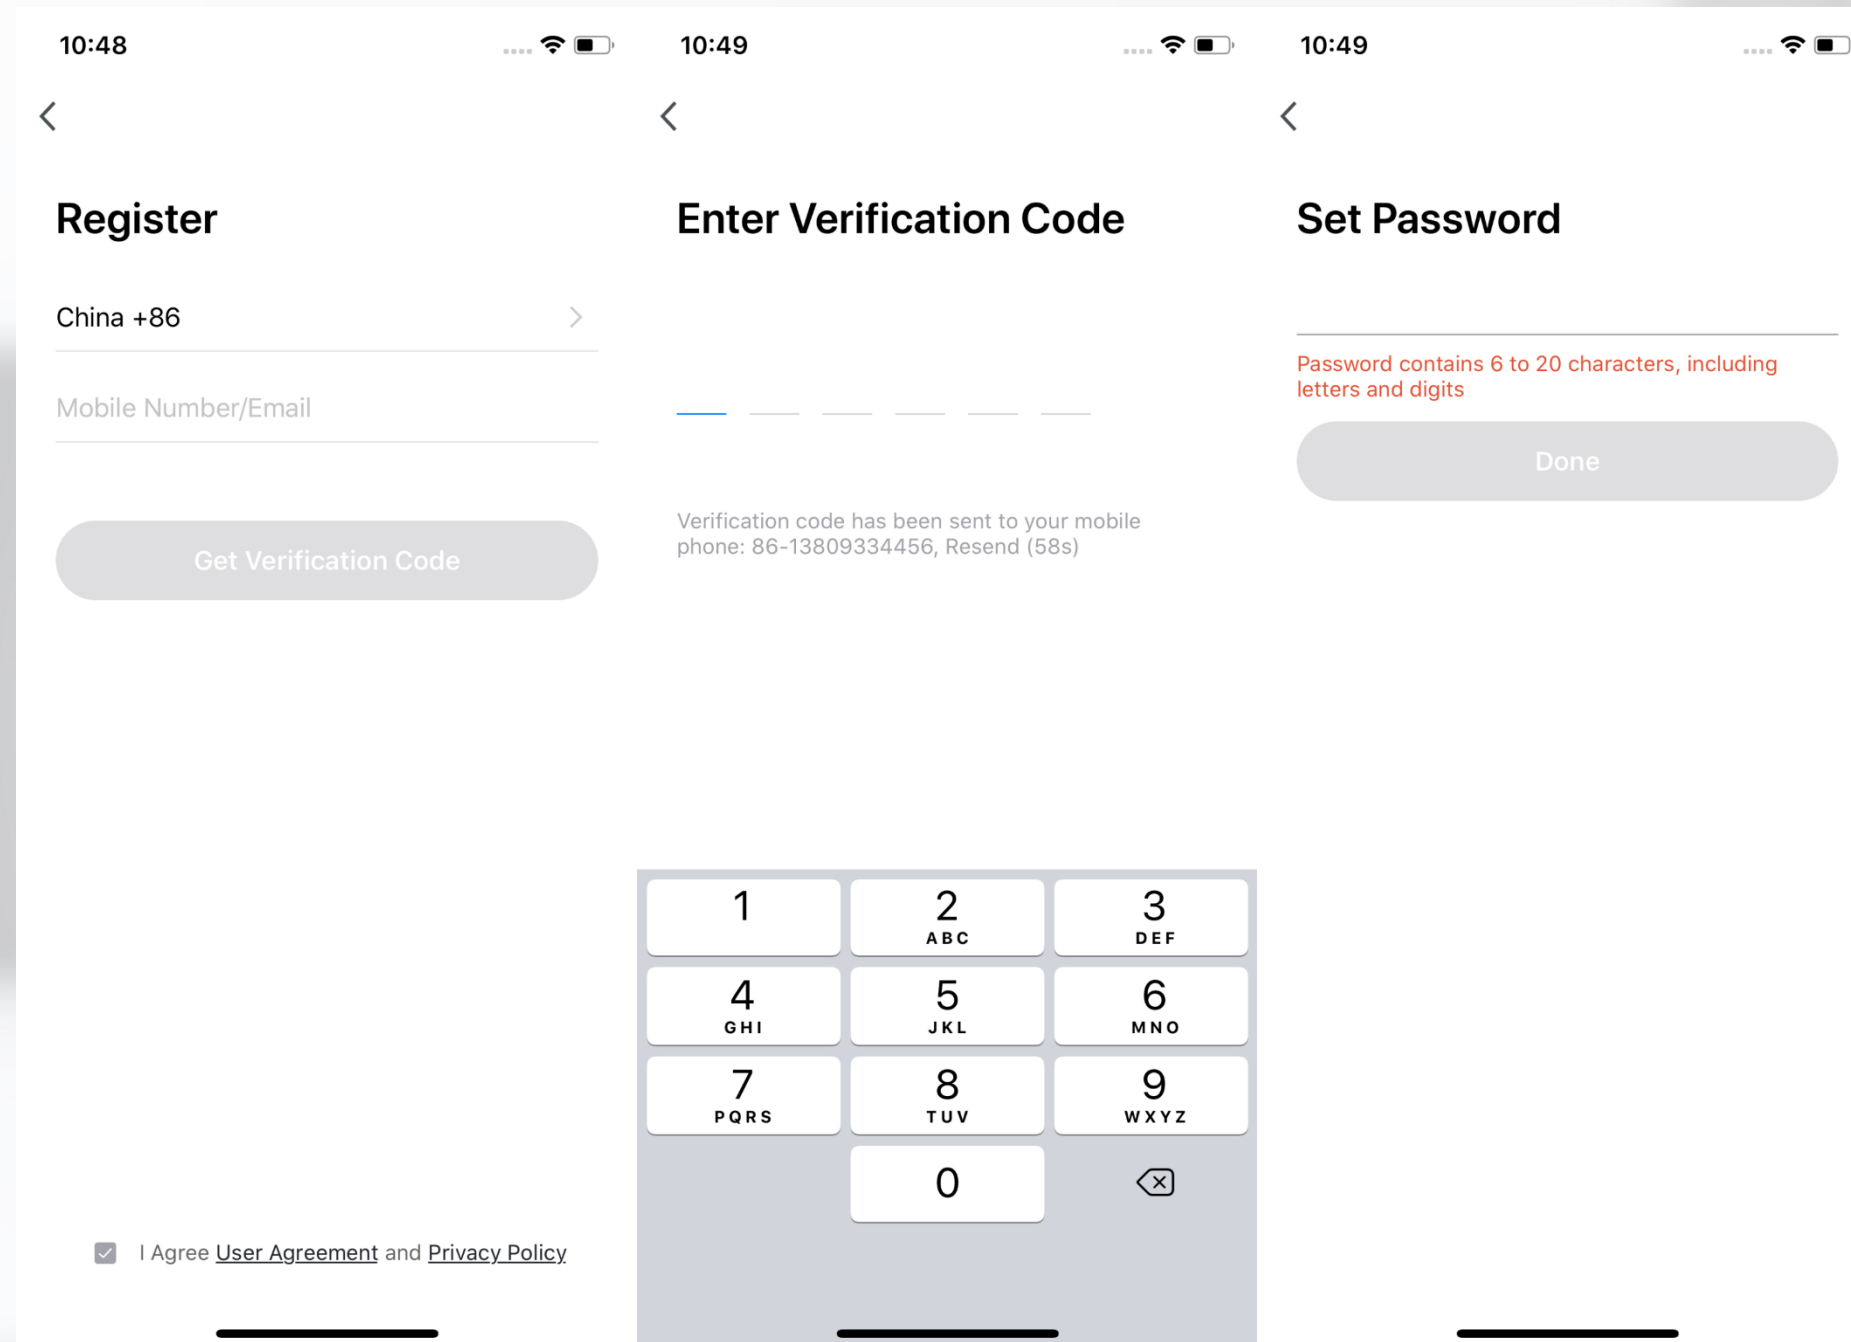 10:48
Register
China +86
Mobile Number/Email
Get Verification Code
I Agree User Agreement and Privacy Policy
10:49
Enter Verification Code
Verification code has been sent to your mobile
phone: 86-13809334456, Resend (58s)
1
2
ABC
3
DEF
4
GHI
5
JKL
6
MNO
7
PQRS
8
TUV
9
WXYZ
0
10:49
Set Password
Password contains 6 to 20 characters, including
letters and digits
Done